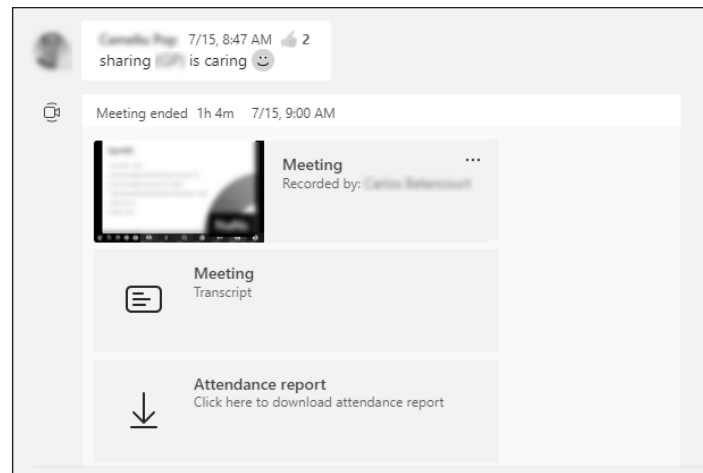 7/15, 8:47 AM 2
sharing is caring
Meeting ended 1h 4m 7/15, 9:00 AM
Meeting
Recorded by:
Meeting
Transcript
Attendance report
Click here to download attendance report